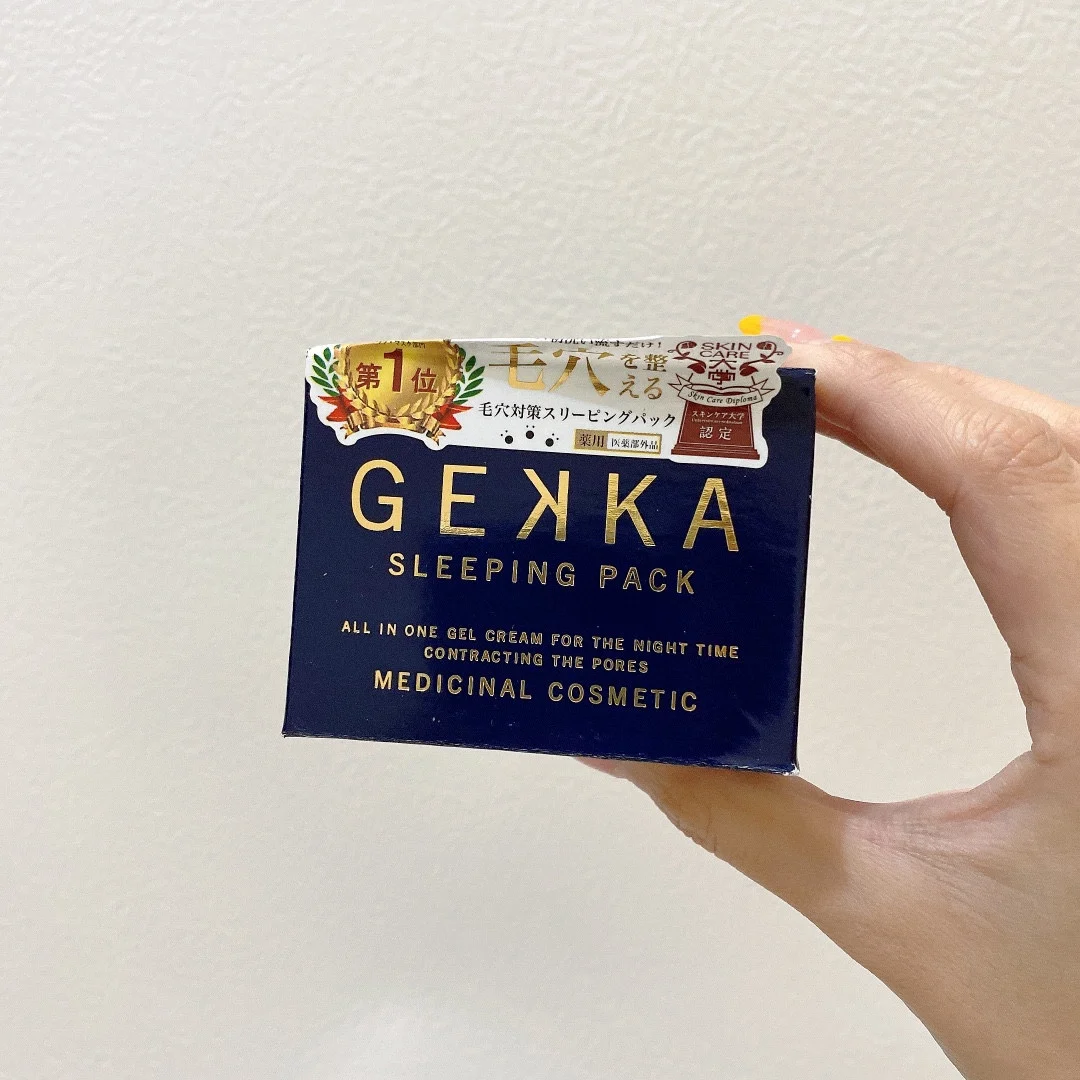 第1位
毛穴を整える
毛穴対策スリーピングパック
薬用 医薬部外品
SKIN CARE
大学
Skin Care Diploma
スキンケア大学
認定
GEKKA
SLEEPING PACK
ALL IN ONE GEL CREAM FOR THE NIGHT TIME
CONTRACTING THE PORES
MEDICINAL COSMETIC